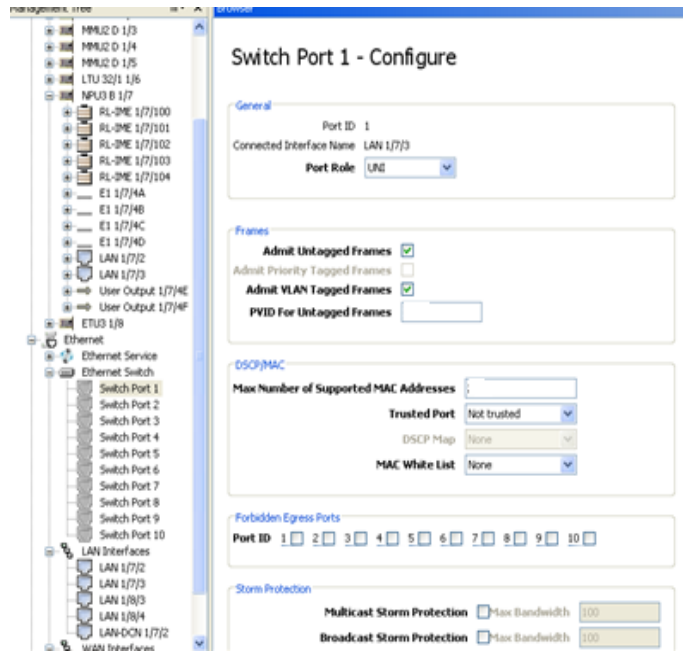 Management Tree
Browser
MMU2 D 1/3
MMU2 D 1/4
MMU2 D 1/5
LTU 32/1 1/6
NPU3 B 1/7
RL-IME 1/7/100
RL-IME 1/7/101
RL-IME 1/7/102
RL-IME 1/7/103
RL-IME 1/7/104
E1 1/7/4A
E1 1/7/4B
E1 1/7/4C
E1 1/7/4D
LAN 1/7/2
LAN 1/7/3
User Output 1/7/4E
User Output 1/7/4F
ETU3 1/8
Ethernet
Ethernet Service
Ethernet Switch
Switch Port 1
Switch Port 2
Switch Port 3
Switch Port 4
Switch Port 5
Switch Port 6
Switch Port 7
Switch Port 8
Switch Port 9
Switch Port 10
LAN Interfaces
LAN 1/7/2
LAN 1/7/3
LAN 1/8/3
LAN 1/8/4
LAN-DCN 1/7/2
WAN Interfaces
Switch Port 1 - Configure
General
Port ID 1
Connected Interface Name LAN 1/7/3
Port Role UNI
Frames
Admit Untagged Frames
Admit Priority Tagged Frames
Admit VLAN Tagged Frames
PVID For Untagged Frames
DSCP/MAC
Max Number of Supported MAC Addresses
Trusted Port Not trusted
DSCP Map None
MAC White List None
Forbidden Egress Ports
Port ID 1 2 3 4 5 6 7 8 9 10
Storm Protection
Multicast Storm Protection Max Bandwidth 100
Broadcast Storm Protection Max Bandwidth 100